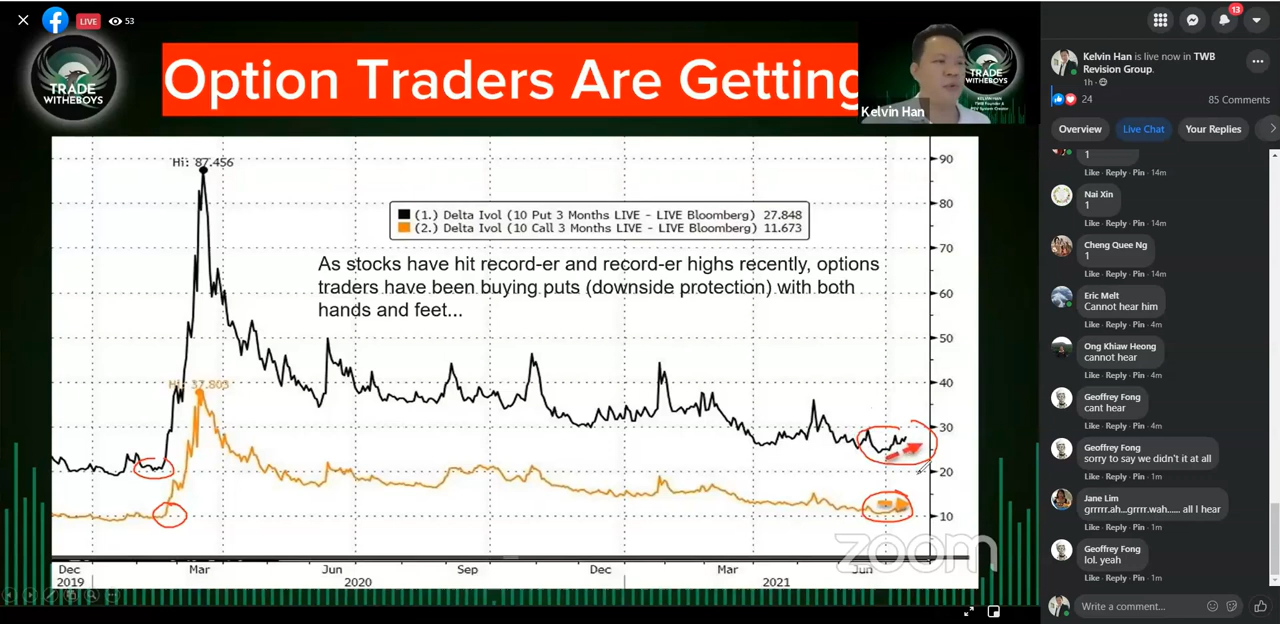 LIVE
53
TRADE
WITHEBOYS
Option Traders Are Getting
TRADE
WITHEBOYS
KELVIN HAN
Kelvin Han
Hi: 87.456
(1.) Delta Ivol (10 Put 3 Months LIVE - LIVE Bloomberg) 27.848
(2.) Delta Ivol (10 Call 3 Months LIVE - LIVE Bloomberg) 11.673
As stocks have hit record-er and record-er highs recently, options
traders have been buying puts (downside protection) with both
hands and feet...
Hi: 37.803
90
80
70
60
50
40
30
20
10
zoom
Dec
Mar
Jun
Sep
Dec
Mar
Jun
2019
2020
2021
13
Kelvin Han is live now in TWB
Revision Group.
1h
24
85 Comments
Overview
Live Chat
Your Replies
1
Like · Reply · Pin · 14m
Nai Xin
1
Like · Reply · Pin · 14m
Cheng Quee Ng
1
Like · Reply · Pin · 14m
Eric Melt
Cannot hear him
Like · Reply · Pin · 4m
Ong Khiaw Heong
cannot hear
Like · Reply · Pin · 4m
Geoffrey Fong
cant hear
Like · Reply · Pin · 4m
Geoffrey Fong
sorry to say we didn't it at all
Like · Reply · Pin · 1m
Jane Lim
grrrrr.ah...grrrr.wah...... all I hear
Like · Reply · Pin · 1m
Geoffrey Fong
lol. yeah
Like · Reply · Pin · 1m
Write a comment...